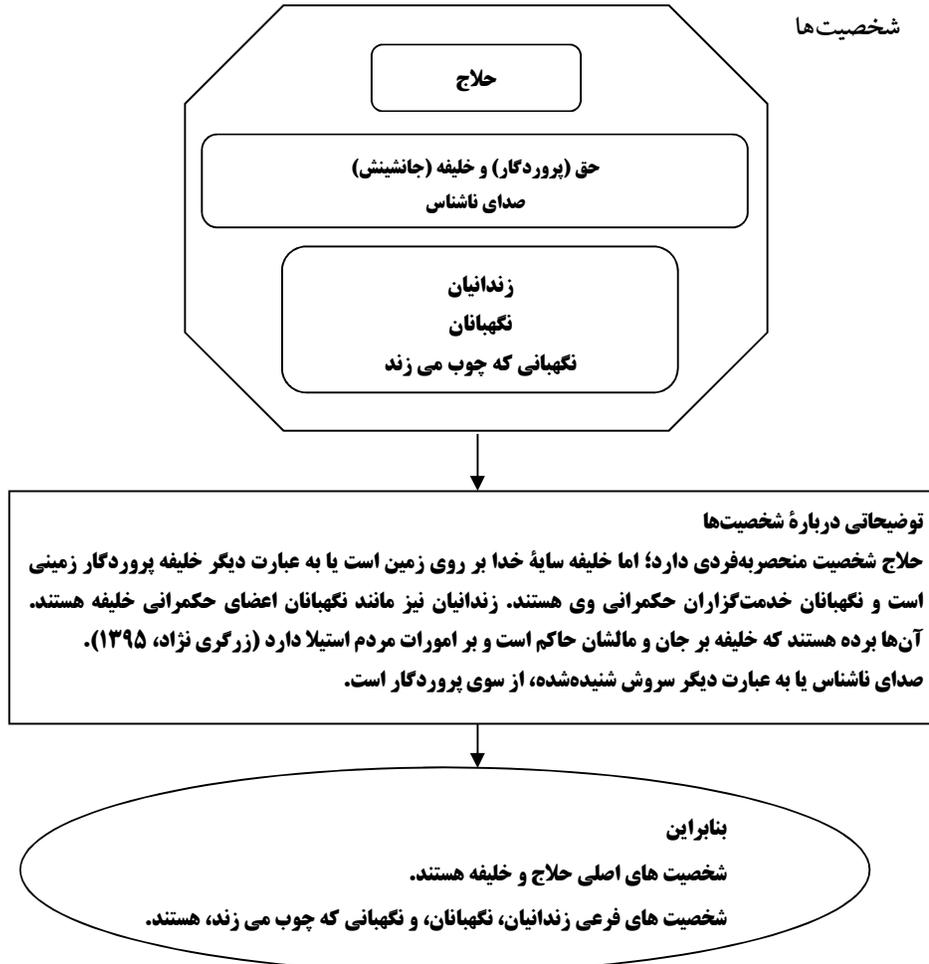 شخصیت‌ها
حلاج
حق (پروردگار) و خلیفه (جانشینش)
صدای ناشناس
زندانیان
نگهبانان
نگهبانی که چوب می زند
توضیحاتی دربارهٔ شخصیت‌ها
حلاج شخصیت منحصربه‌فردی دارد؛ اما خلیفه سایهٔ خدا بر روی زمین است یا به عبارت دیگر خلیفه پروردگار زمینی
است و نگهبانان خدمت‌گزاران حکمرانی وی هستند. زندانیان نیز مانند نگهبانان اعضای حکمرانی خلیفه هستند.
آن‌ها برده هستند که خلیفه بر جان و مالشان حاکم است و بر امورات مردم استیلا دارد (زرگری نژاد، ۱۳۹۵).
صدای ناشناس یا به عبارت دیگر سروش شنیده‌شده، از سوی پروردگار است.
بنابراین
شخصیت های اصلی حلاج و خلیفه هستند.
شخصیت های فرعی زندانیان، نگهبانان، و نگهبانی که چوب می زند، هستند.